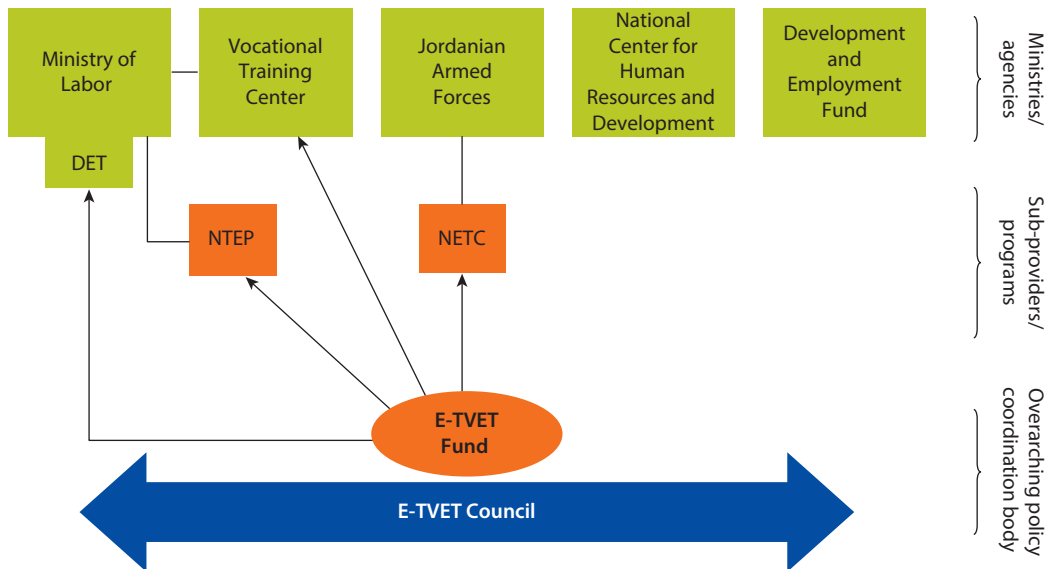 Ministry of
Labor
Vocational
Training
Center
Jordanian
Armed
Forces
National
Center for
Human
Resources and
Development
Development
and
Employment
Fund
Ministries/
agencies
DET
NTEP
NETC
Sub-providers/
programs
E-TVET
Fund
E-TVET Council
Overarching policy
coordination body